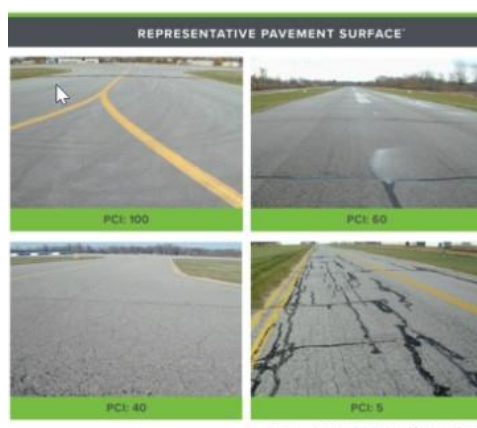 REPRESENTATIVE PAVEMENT SURFACE*
PCI: 100
PCI: 60
PCI: 40
PCI: 5